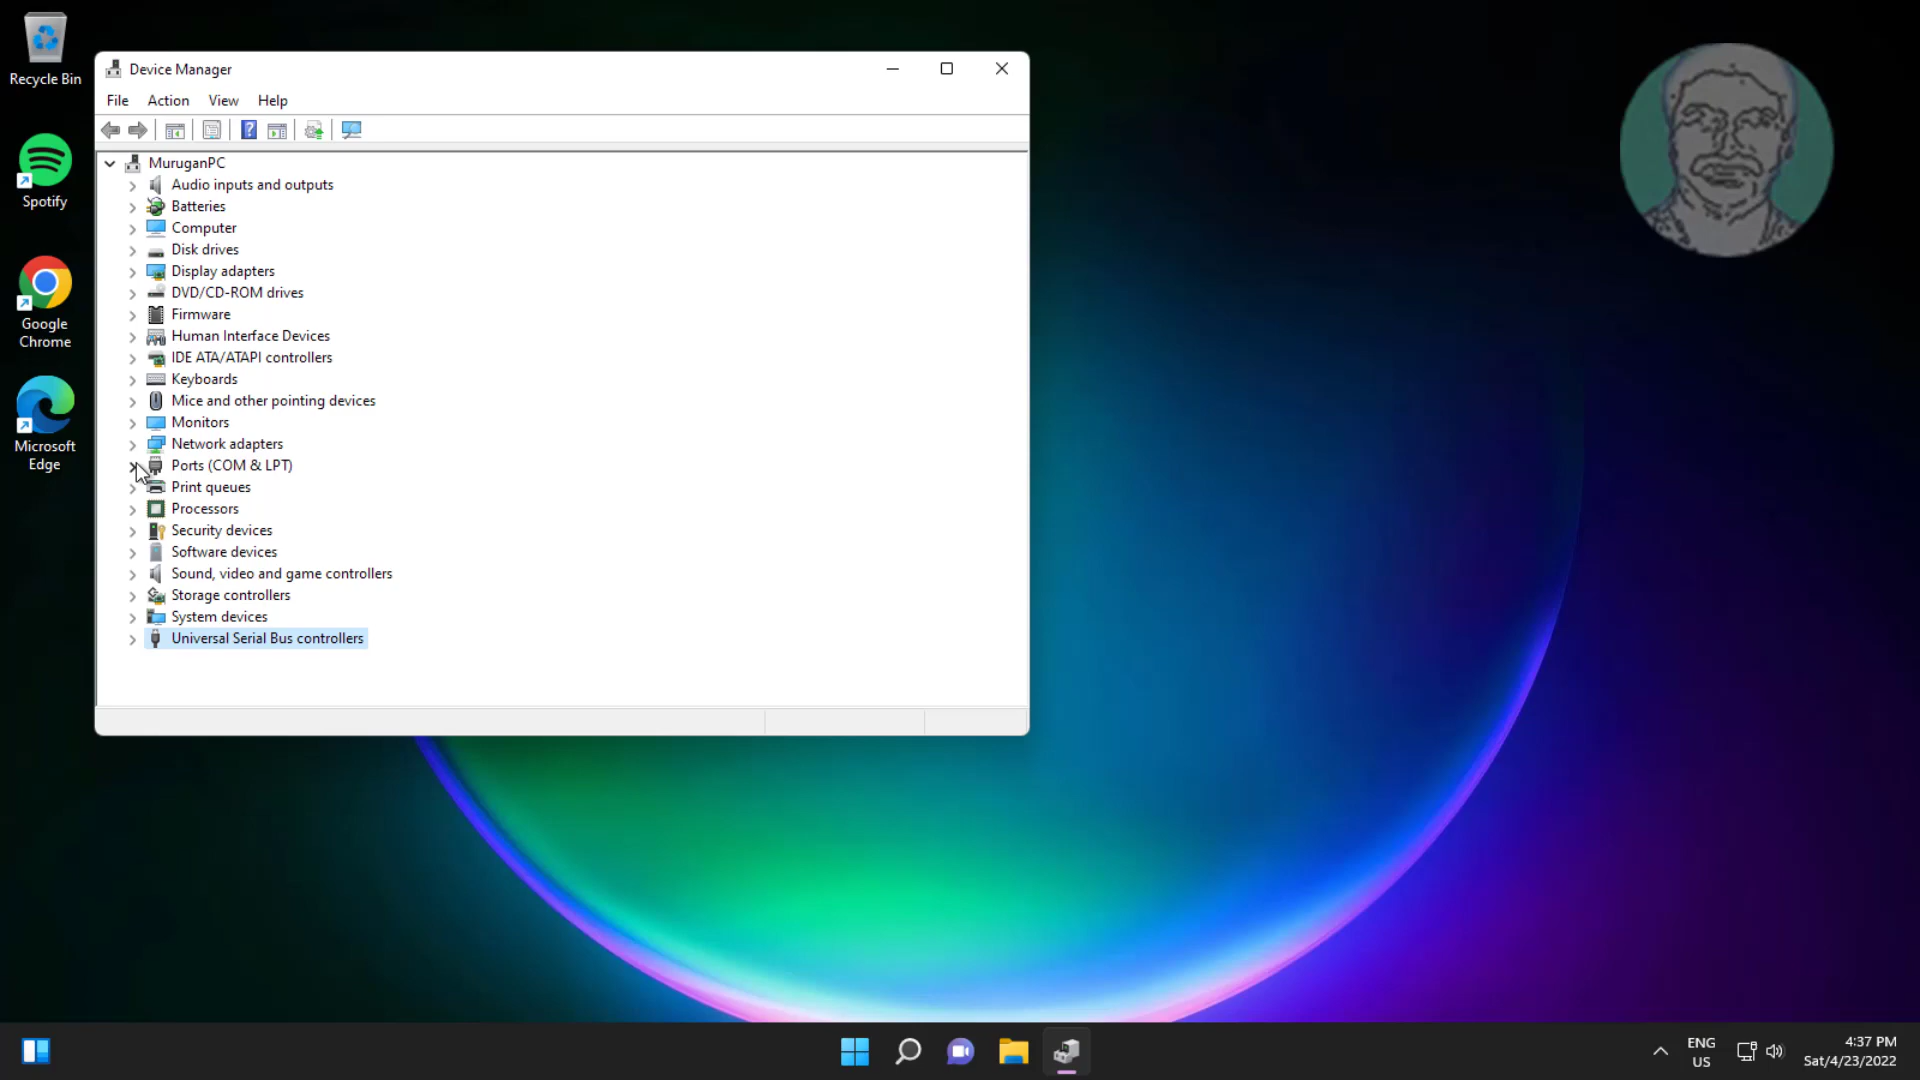 Recycle Bin
Spotify
Google
Chrome
Microsoft
Edge
Device Manager
File Action View Help
MuruganPC
Audio inputs and outputs
Batteries
Computer
Disk drives
Display adapters
DVD/CD-ROM drives
Firmware
Human Interface Devices
IDE ATA/ATAPI controllers
Keyboards
Mice and other pointing devices
Monitors
Network adapters
Ports (COM & LPT)
Print queues
Processors
Security devices
Software devices
Sound, video and game controllers
Storage controllers
System devices
Universal Serial Bus controllers
ENG
US
4:37 PM
Sat/4/23/2022